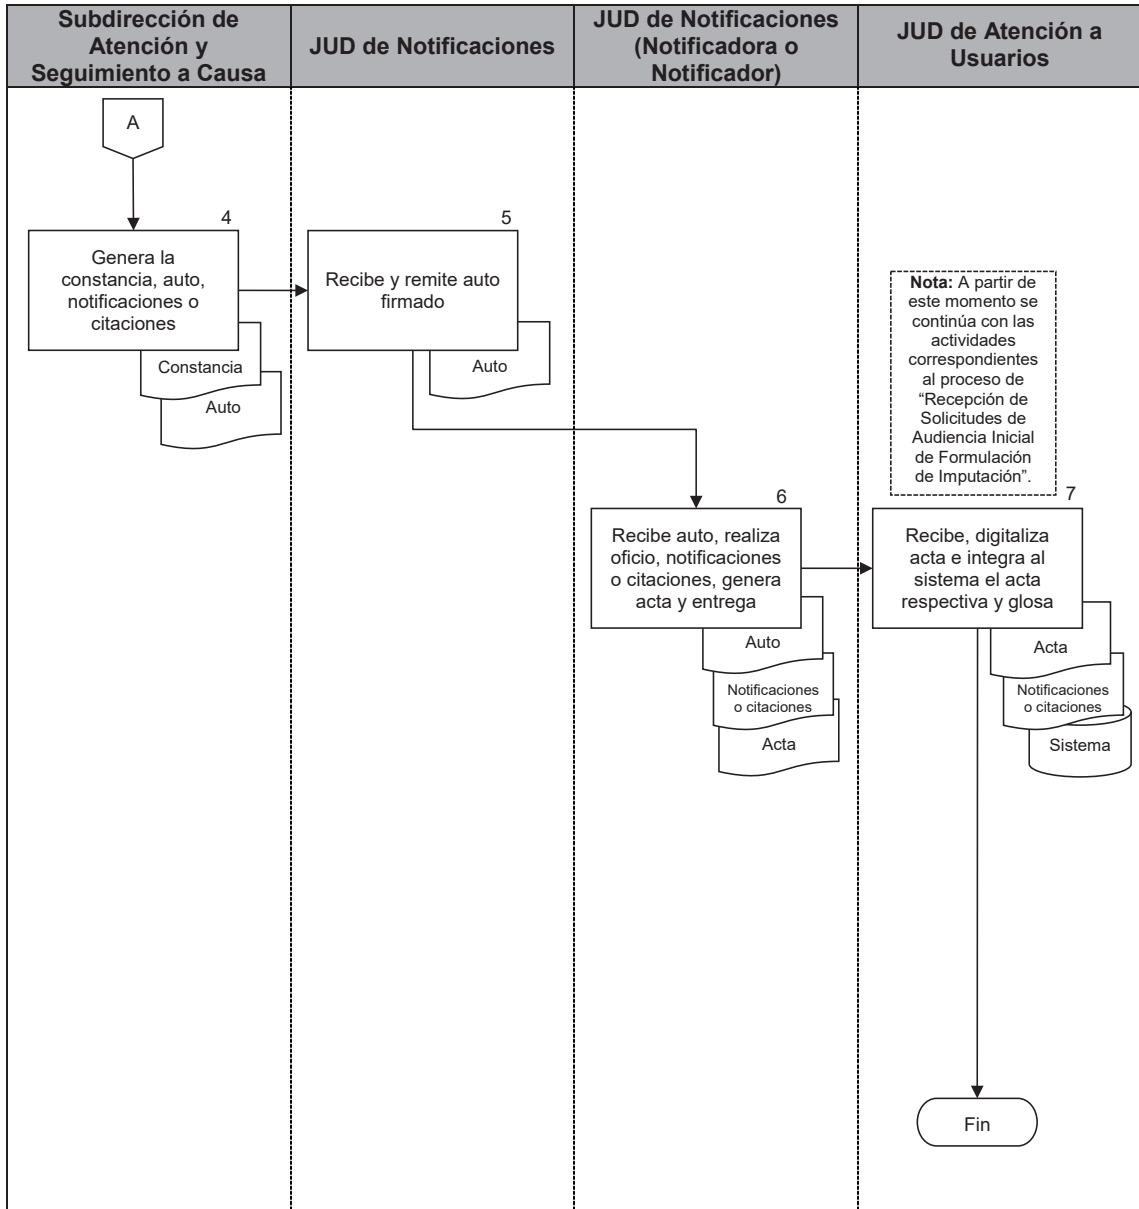 Subdirección de
Atención y
Seguimiento a Causa
JUD de Notificaciones
JUD de Notificaciones
(Notificadora o
Notificador)
JUD de Atención a
Usuarios
A
4
Genera la
constancia, auto,
notificaciones o
citaciones
Constancia
Auto
5
Recibe y remite auto
firmado
Auto
6
Recibe auto, realiza
oficio, notificaciones
o citaciones, genera
acta y entrega
Auto
Notificaciones
o citaciones
Acta
Nota: A partir de
este momento se
continúa con las
actividades
correspondientes
al proceso de
“Recepción de
Solicitudes de
Audiencia Inicial
de Formulación
de Imputación”.
7
Recibe, digitaliza
acta e integra al
sistema el acta
respectiva y glosa
Acta
Notificaciones
o citaciones
Sistema
Fin